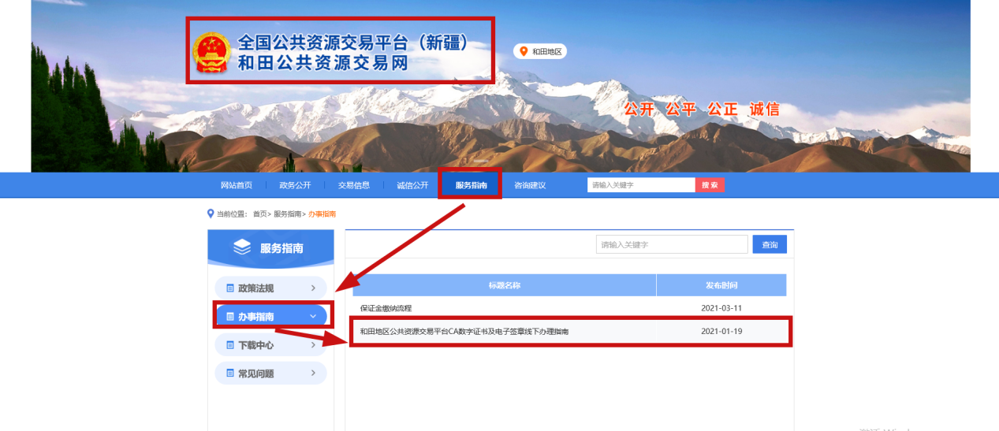 全国公共资源交易平台（新疆）
和田公共资源交易网
和田地区
公开 公平 公正 诚信
网站首页 政务公开 交易信息 诚信公开 服务指南 咨询建议 请输入关键字 搜索
当前位置： 首页> 服务指南> 办事指南
服务指南
请输入关键字 查询
政策法规
标题名称 发布时间
保证金缴纳流程 2021-03-11
办事指南
和田地区公共资源交易平台CA数字证书及电子签章线下办理指南 2021-01-19
下载中心
常见问题